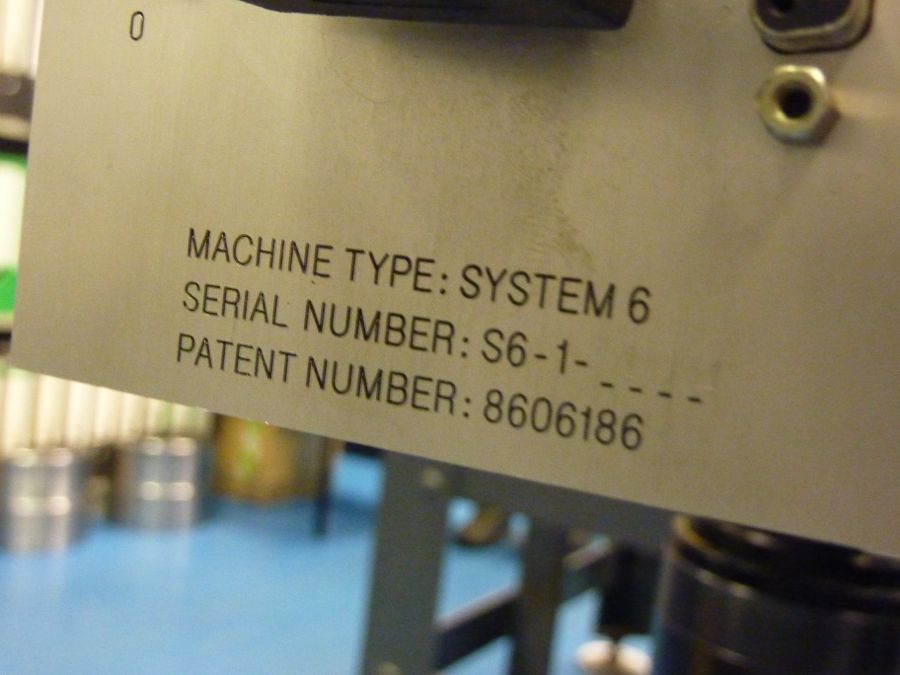 0
MACHINE TYPE: SYSTEM 6
SERIAL NUMBER: S6-1-_ _ _ _
PATENT NUMBER: 8606186